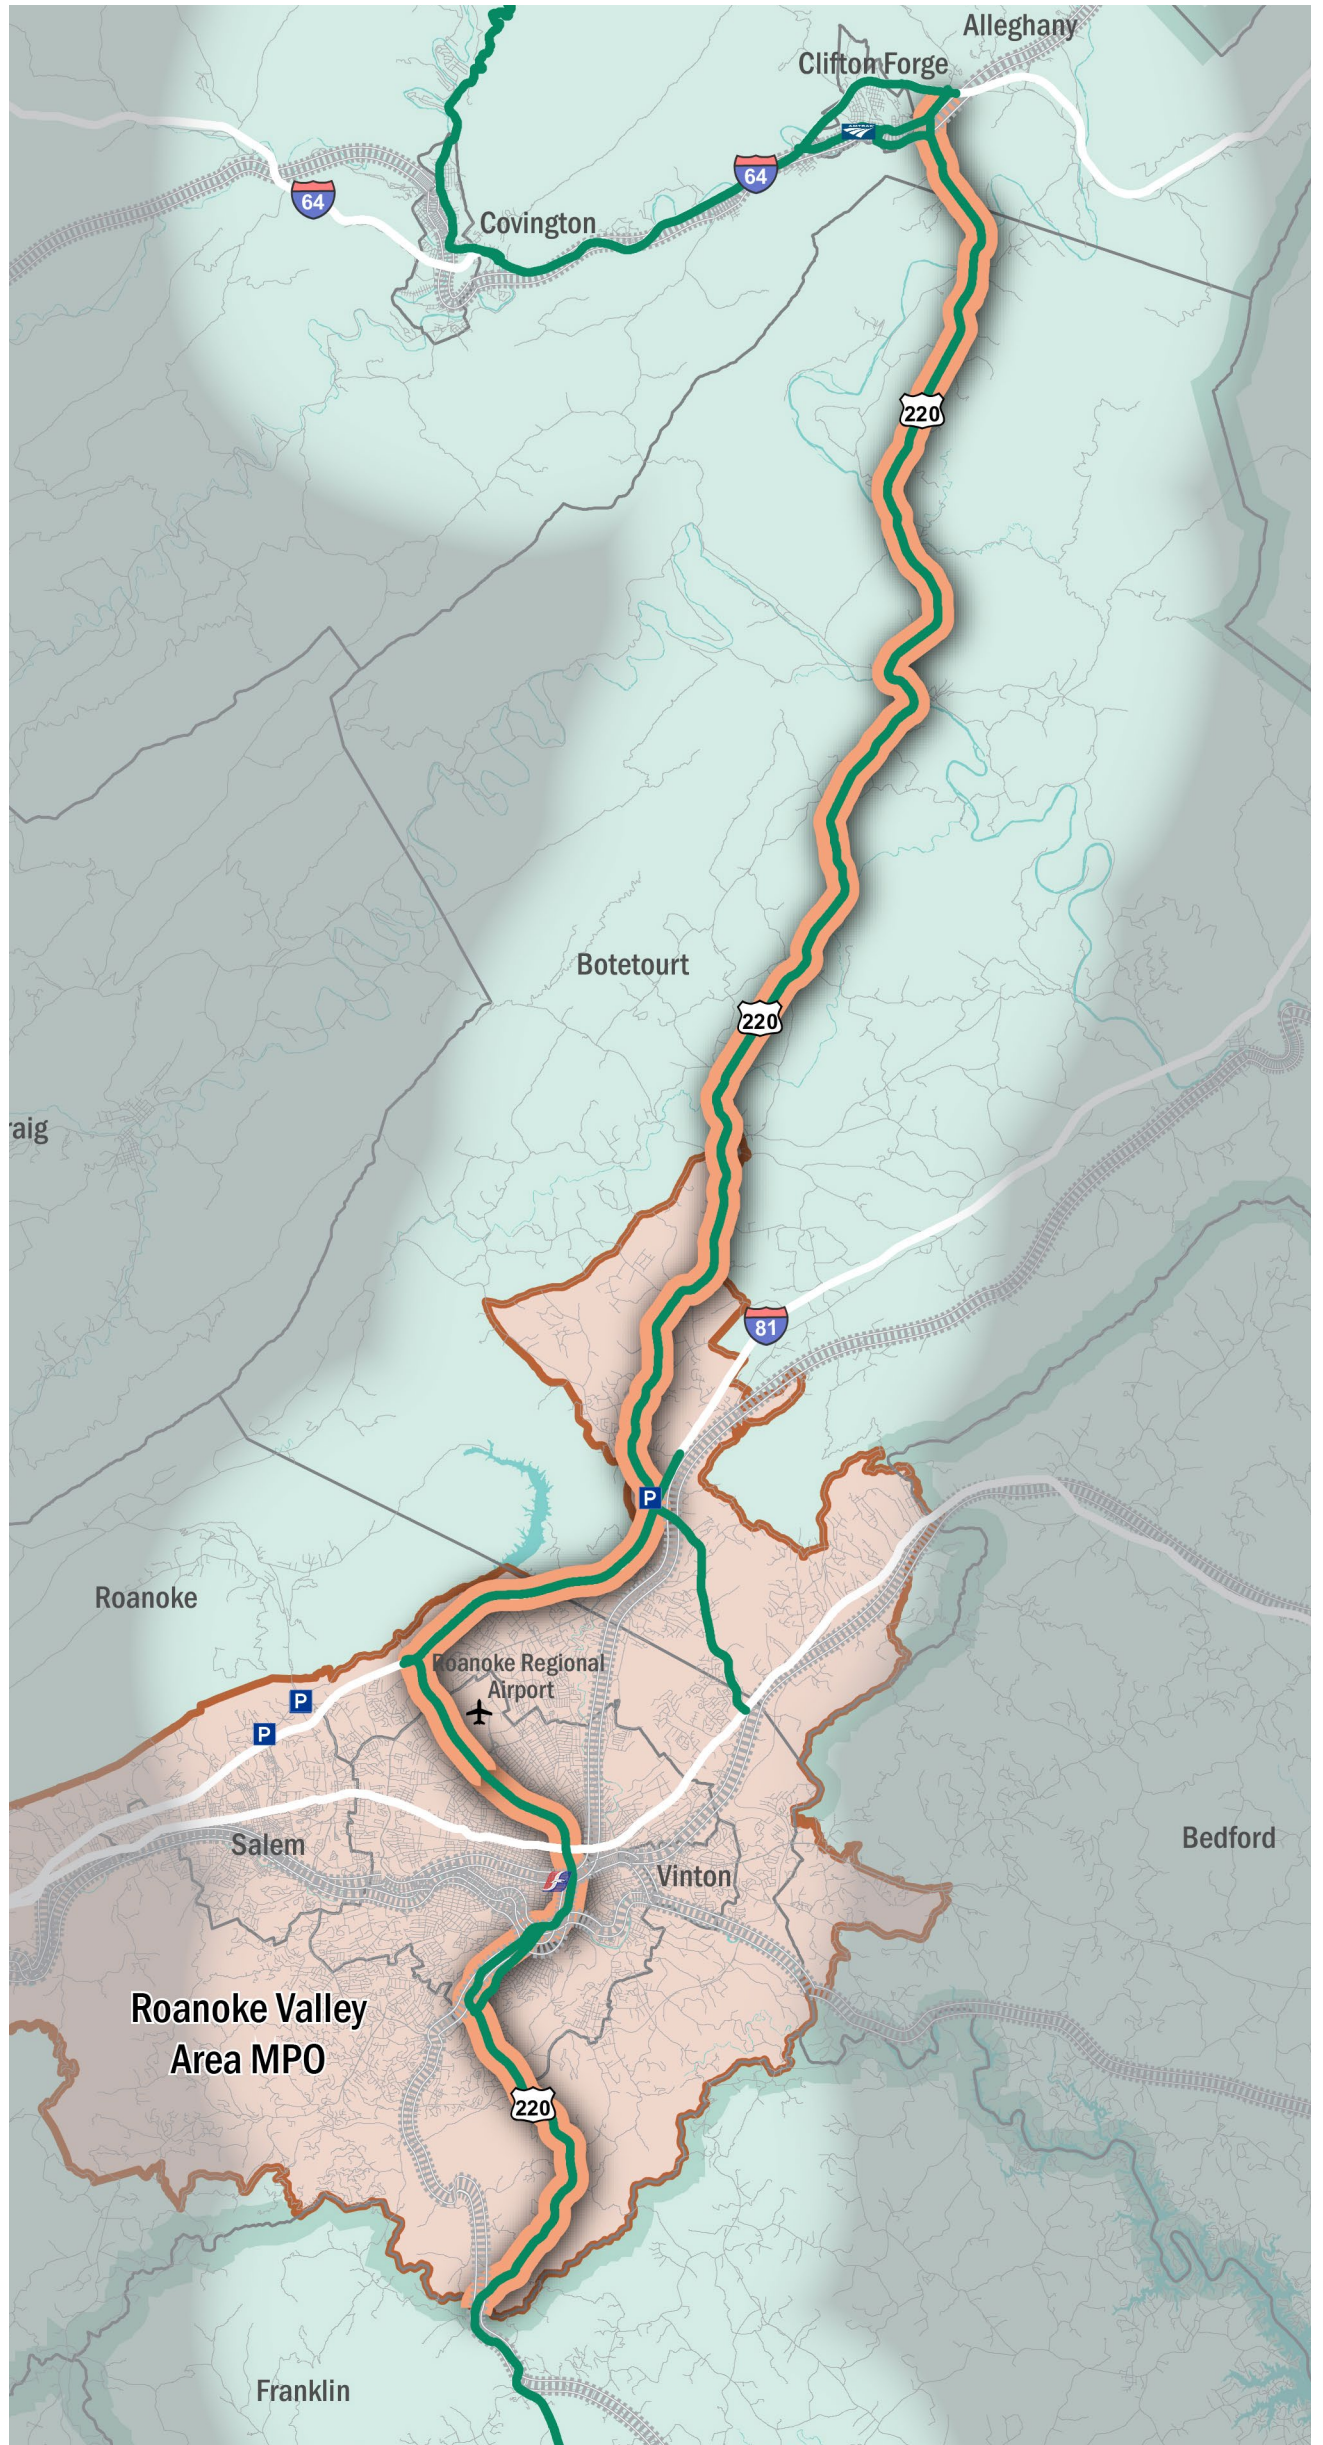 Alleghany
Clifton Forge
AMTRAK
64
64
Covington
220
Botetourt
220
raig
81
P
Roanoke
Roanoke Regional
Airport
P
P
Salem
Vinton
Bedford
Roanoke Valley
Area MPO
220
Franklin